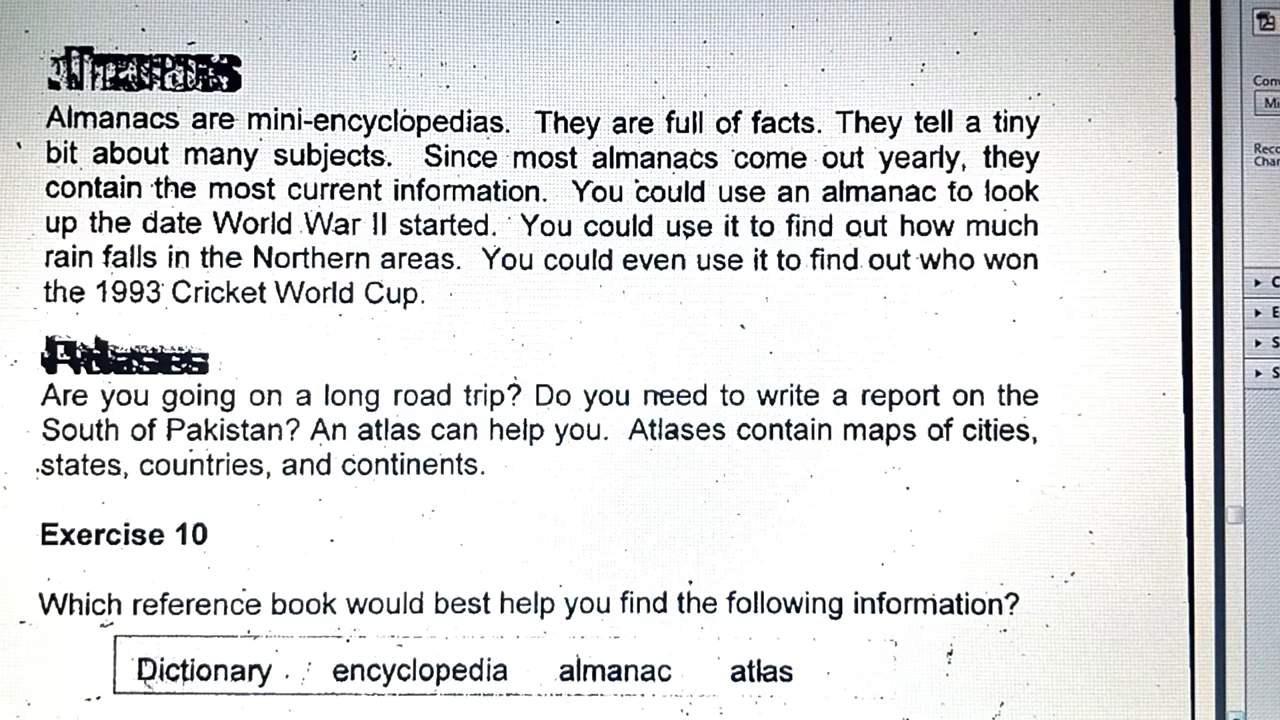 Almanacs are mini-encyclopedias. They are full of facts. They tell a tiny
bit about many subjects. Since most almanacs come out yearly, they
contain the most current information. You could use an almanac to look
up the date World War II started. You could use it to find out how much
rain falls in the Northern areas. You could even use it to find out who won
the 1993 Cricket World Cup.
Atlases
Are you going on a long road trip? Do you need to write a report on the
South of Pakistan? An atlas can help you. Atlases contain maps of cities,
states, countries, and continents.
Exercise 10
Which reference book would best help you find the following information?
Dictionary encyclopedia almanac atlas